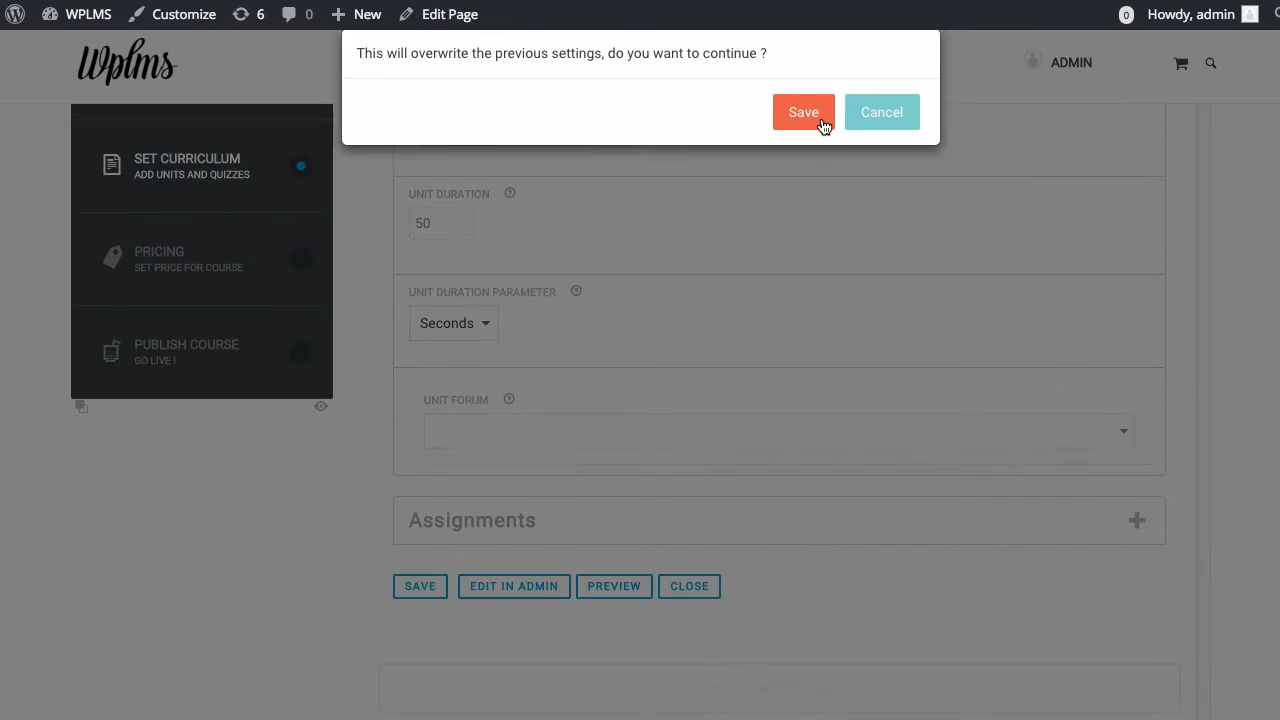 WPLMS
Customize
6
0
New
Edit Page
0
Howdy, admin
Wplms
This will overwrite the previous settings, do you want to continue ?
Save
Cancel
ADMIN
SET CURRICULUM
ADD UNITS AND QUIZZES
PRICING
SET PRICE FOR COURSE
PUBLISH COURSE
GO LIVE !
UNIT DURATION
50
UNIT DURATION PARAMETER
Seconds
UNIT FORUM
Assignments
SAVE
EDIT IN ADMIN
PREVIEW
CLOSE